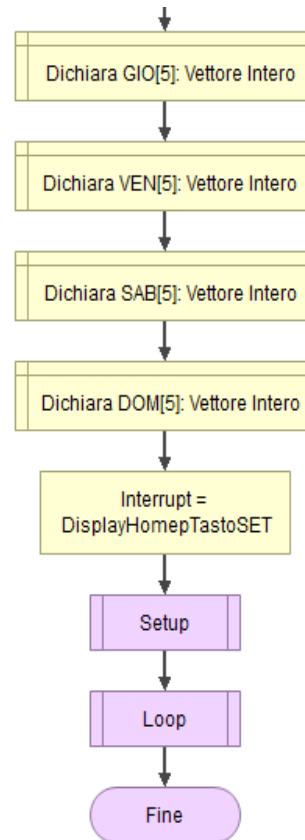 Dichiara GIO[5]: Vettore Intero
Dichiara VEN[5]: Vettore Intero
Dichiara SAB[5]: Vettore Intero
Dichiara DOM[5]: Vettore Intero
Interrupt =
DisplayHomepTastoSET
Setup
Loop
Fine